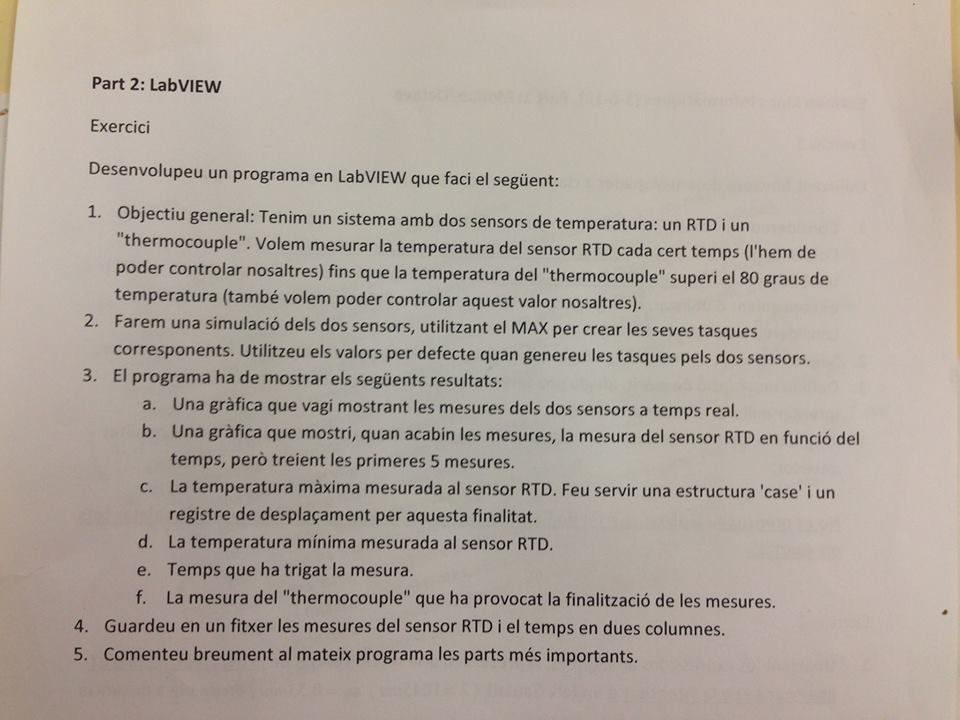 Part 2: LabVIEW
Exercici
Desenvolupeu un programa en LabVIEW que faci el següent:
1. Objectiu general: Tenim un sistema amb dos sensors de temperatura: un RTD i un
"thermocouple". Volem mesurar la temperatura del sensor RTD cada cert temps (l'hem de
poder controlar nosaltres) fins que la temperatura del "thermocouple" superi el 80 graus de
temperatura (també volem poder controlar aquest valor nosaltres).
2. Farem una simulació dels dos sensors, utilitzant el MAX per crear les seves tasques
corresponents. Utilitzeu els valors per defecte quan genereu les tasques pels dos sensors.
3. El programa ha de mostrar els següents resultats:
a. Una gràfica que vagi mostrant les mesures dels dos sensors a temps real.
b. Una gràfica que mostri, quan acabin les mesures, la mesura del sensor RTD en funció del
temps, però treient les primeres 5 mesures.
c. La temperatura màxima mesurada al sensor RTD. Feu servir una estructura 'case' i un
registre de desplaçament per aquesta finalitat.
d. La temperatura mínima mesurada al sensor RTD.
e. Temps que ha trigat la mesura.
f. La mesura del "thermocouple" que ha provocat la finalització de les mesures.
4. Guardeu en un fitxer les mesures del sensor RTD i el temps en dues columnes.
5. Comenteu breument al mateix programa les parts més importants.